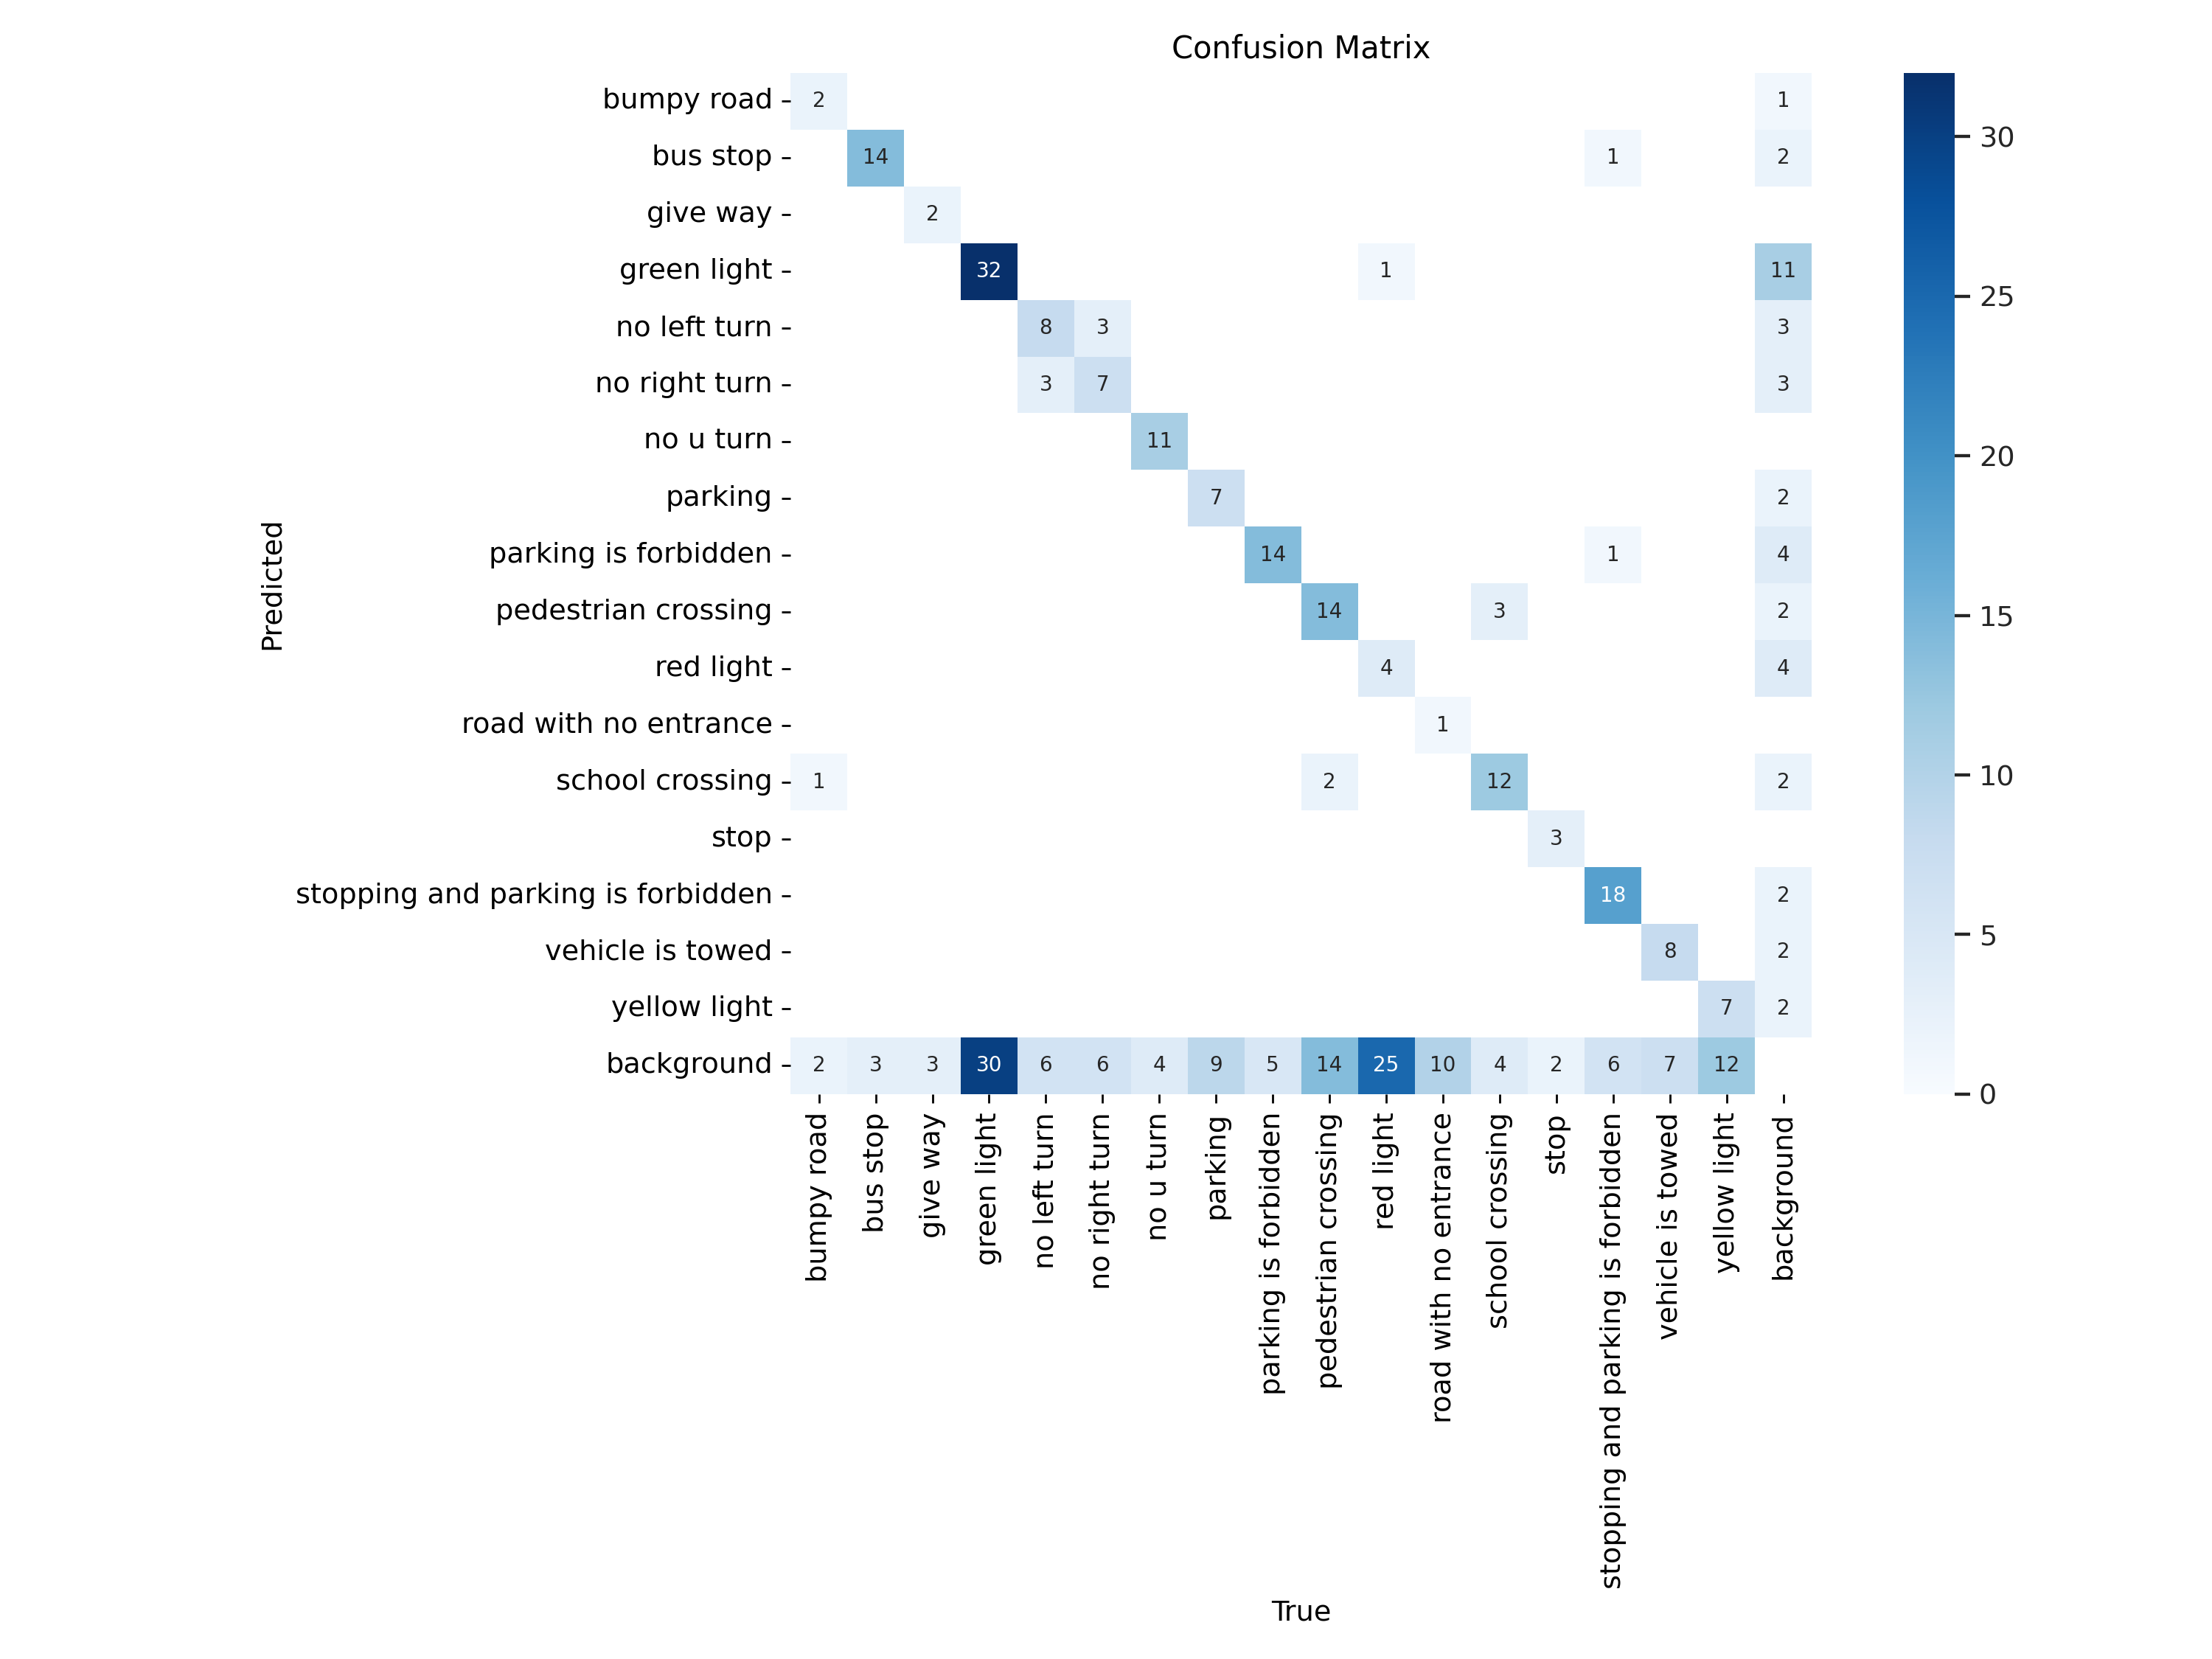 Confusion Matrix
bumpy road 2 1
bus stop 14 1 2
give way 2
green light 32 1 11
no left turn 8 3 3
no right turn 3 7 3
no u turn 11
parking 7 2
parking is forbidden 14 1 4
pedestrian crossing 14 3 2
red light 4 4
road with no entrance 1
school crossing 1 2 12 2
stop 3
stopping and parking is forbidden 18 2
vehicle is towed 8 2
yellow light 7 2
background 2 3 3 30 6 6 4 9 5 14 25 10 4 2 6 7 12
Predicted
bumpy road
bus stop
give way
green light
no left turn
no right turn
no u turn
parking
parking is forbidden
pedestrian crossing
red light
road with no entrance
school crossing
stop
stopping and parking is forbidden
vehicle is towed
yellow light
background
True
30
25
20
15
10
5
0